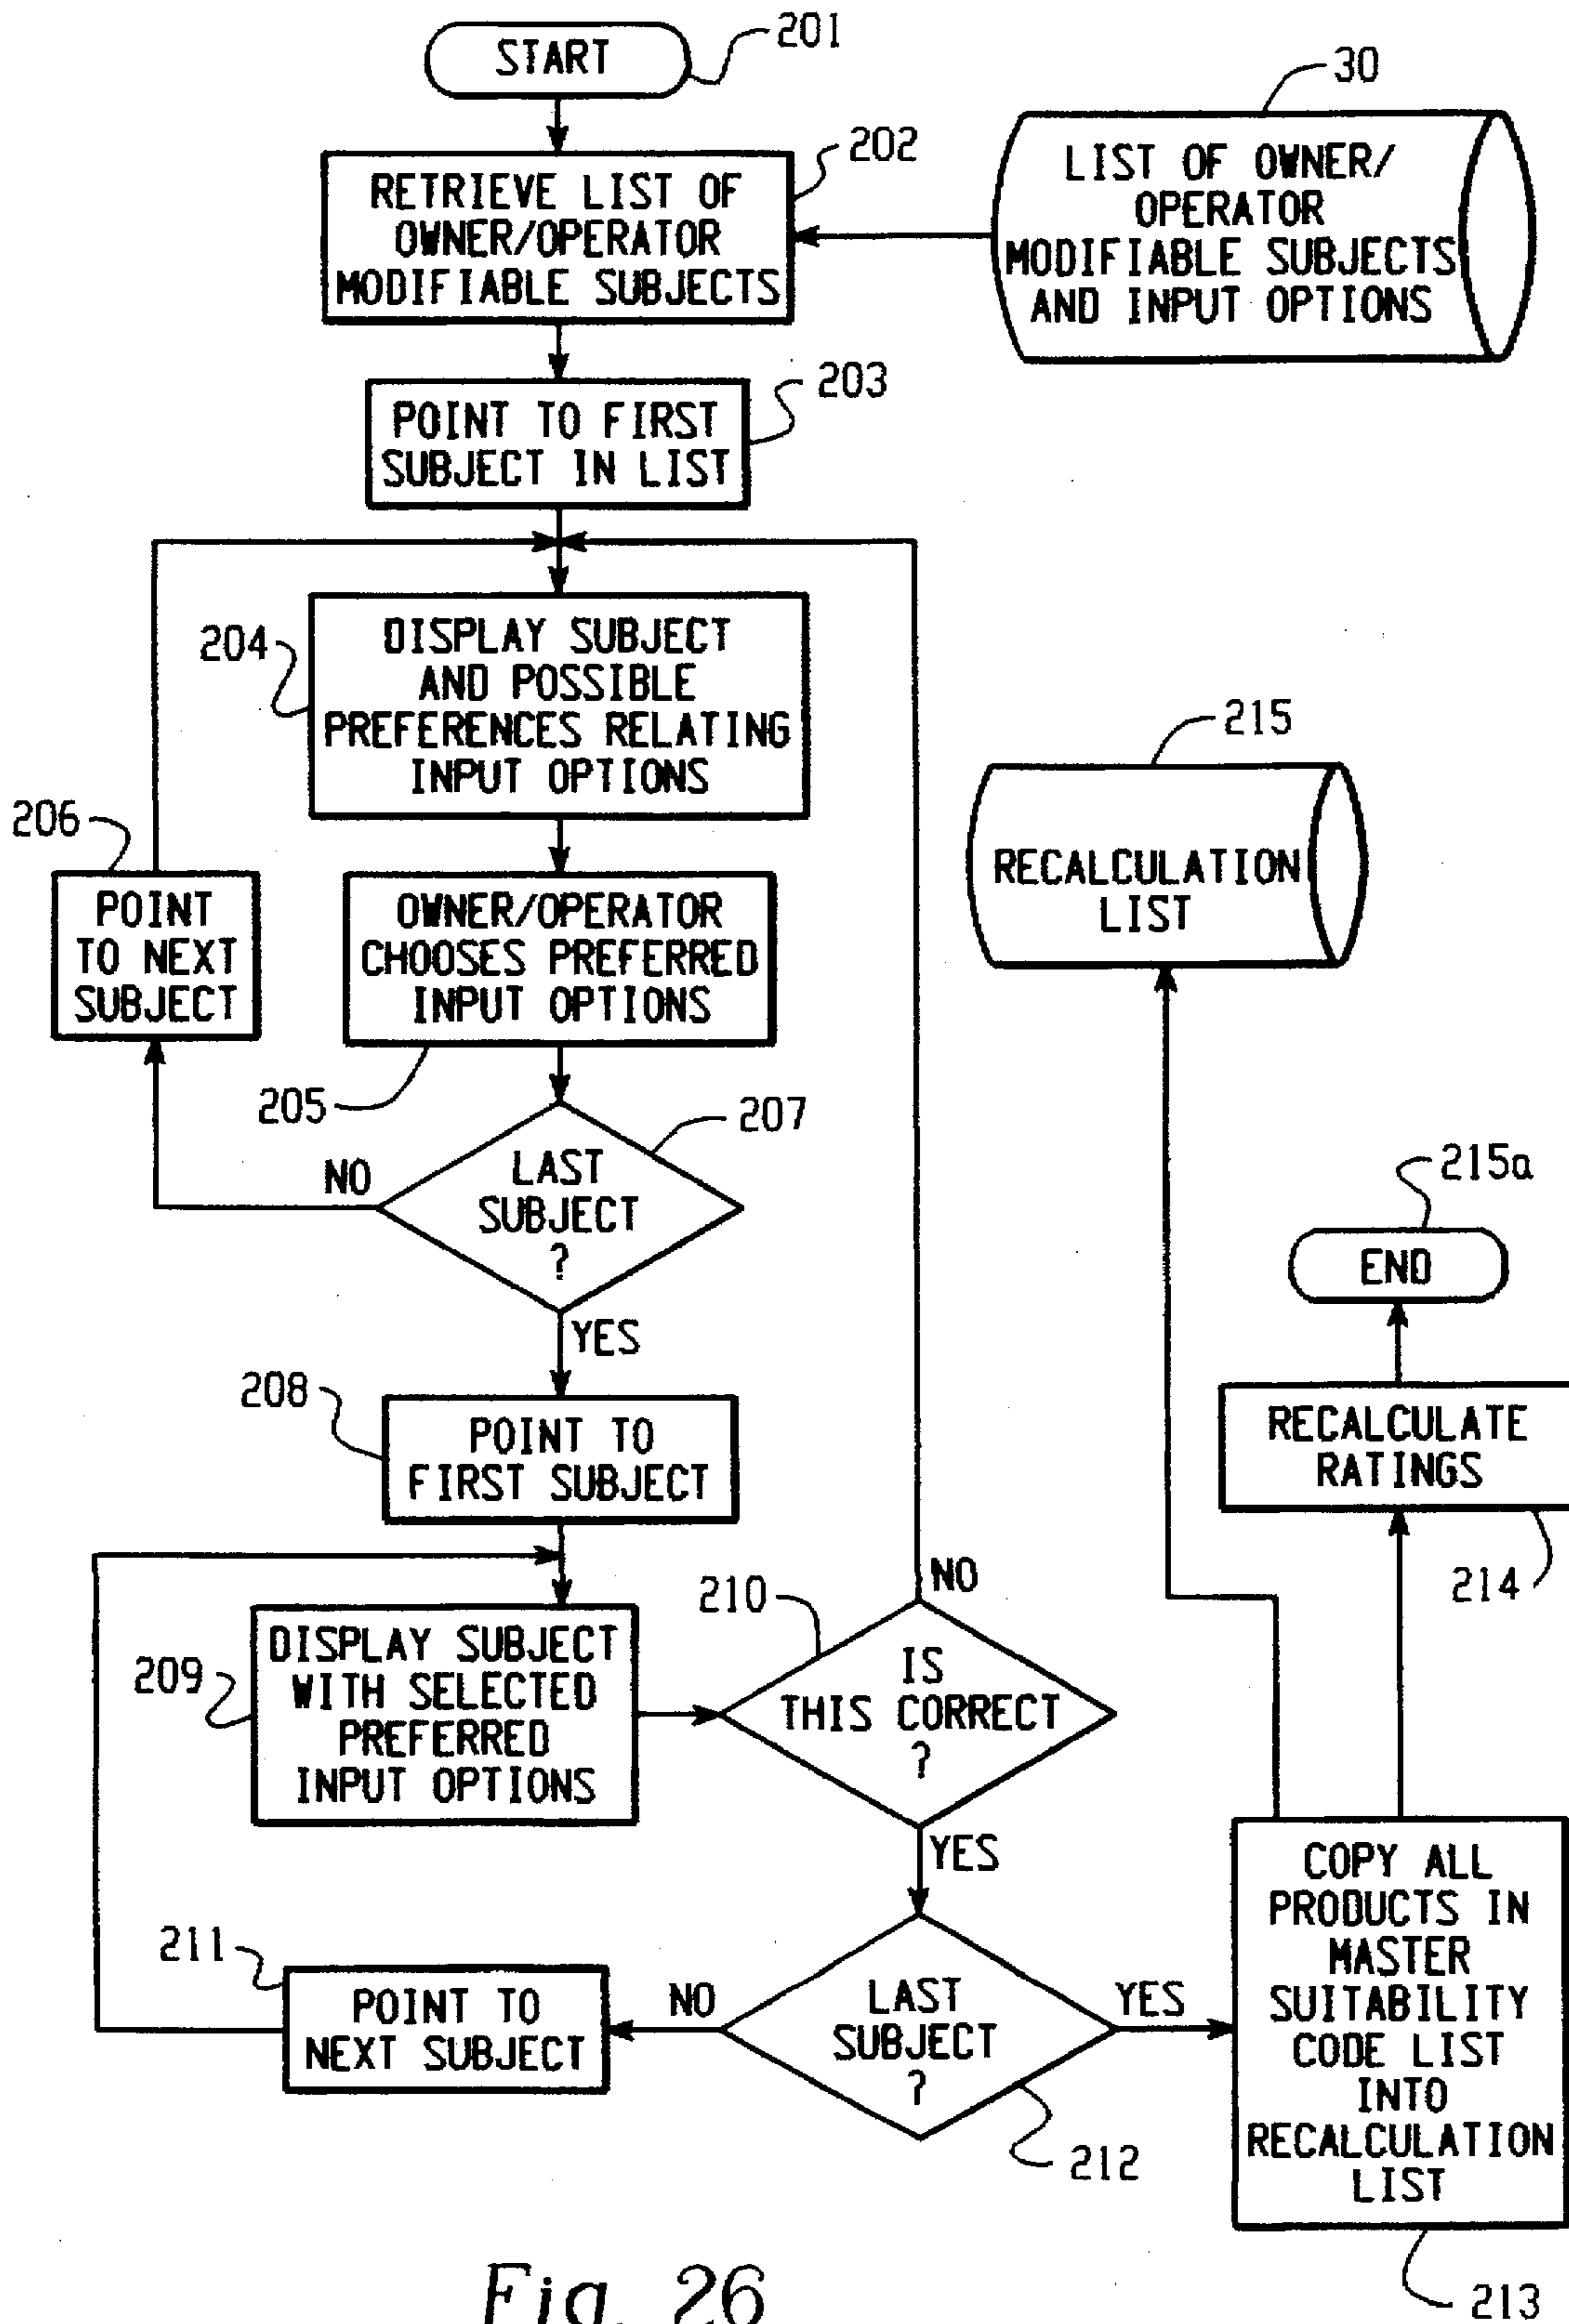 START
201
30
202
RETRIEVE LIST OF
OWNER/OPERATOR
MODIFIABLE SUBJECTS
LIST OF OWNER/
OPERATOR
MODIFIABLE SUBJECTS
AND INPUT OPTIONS
203
POINT TO FIRST
SUBJECT IN LIST
204
DISPLAY SUBJECT
AND POSSIBLE
PREFERENCES RELATING
INPUT OPTIONS
215
RECALCULATION
LIST
206
POINT
TO NEXT
SUBJECT
OWNER/OPERATOR
CHOOSES PREFERRED
INPUT OPTIONS
205
207
NO
LAST
SUBJECT
?
YES
215a
END
208
POINT TO
FIRST SUBJECT
RECALCULATE
RATINGS
214
209
DISPLAY SUBJECT
WITH SELECTED
PREFERRED
INPUT OPTIONS
210
NO
IS
THIS CORRECT
?
YES
211
POINT TO
NEXT SUBJECT
NO
LAST
SUBJECT
?
YES
212
COPY ALL
PRODUCTS IN
MASTER
SUITABILITY
CODE LIST
INTO
RECALCULATION
LIST
213
Fig. 26